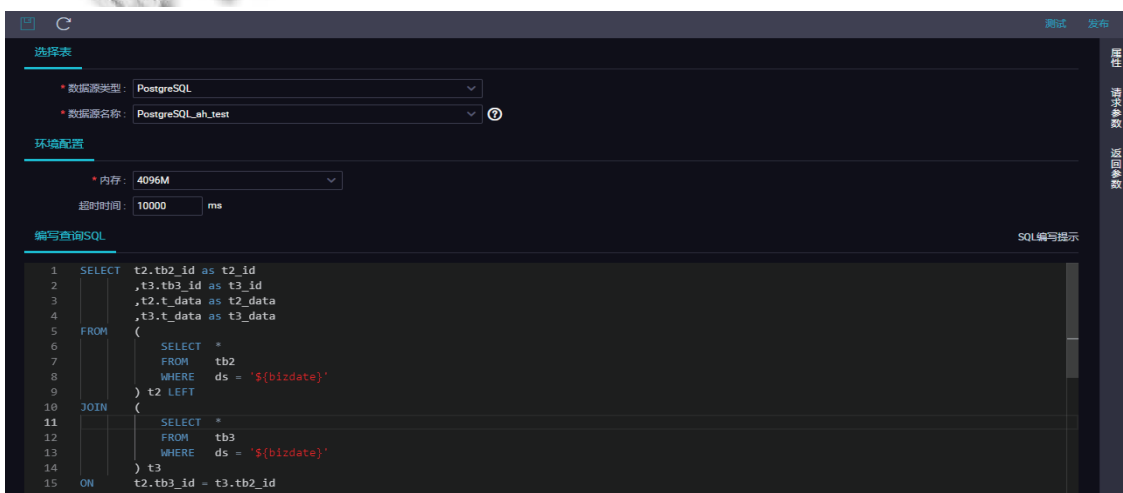 测试 发布
选择表
* 数据源类型: PostgreSQL
* 数据源名称: PostgreSQL_ah_test ?
环境配置
* 内存: 4096M
超时时间: 10000 ms
编写查询SQL SQL编写提示
1 SELECT t2.tb2_id as t2_id
2 ,t3.tb3_id as t3_id
3 ,t2.t_data as t2_data
4 ,t3.t_data as t3_data
5 FROM (
6 SELECT *
7 FROM tb2
8 WHERE ds = '${bizdate}'
9 ) t2 LEFT
10 JOIN (
11 SELECT *
12 FROM tb3
13 WHERE ds = '${bizdate}'
14 ) t3
15 ON t2.tb3_id = t3.tb2_id
属性
请求参数
返回参数